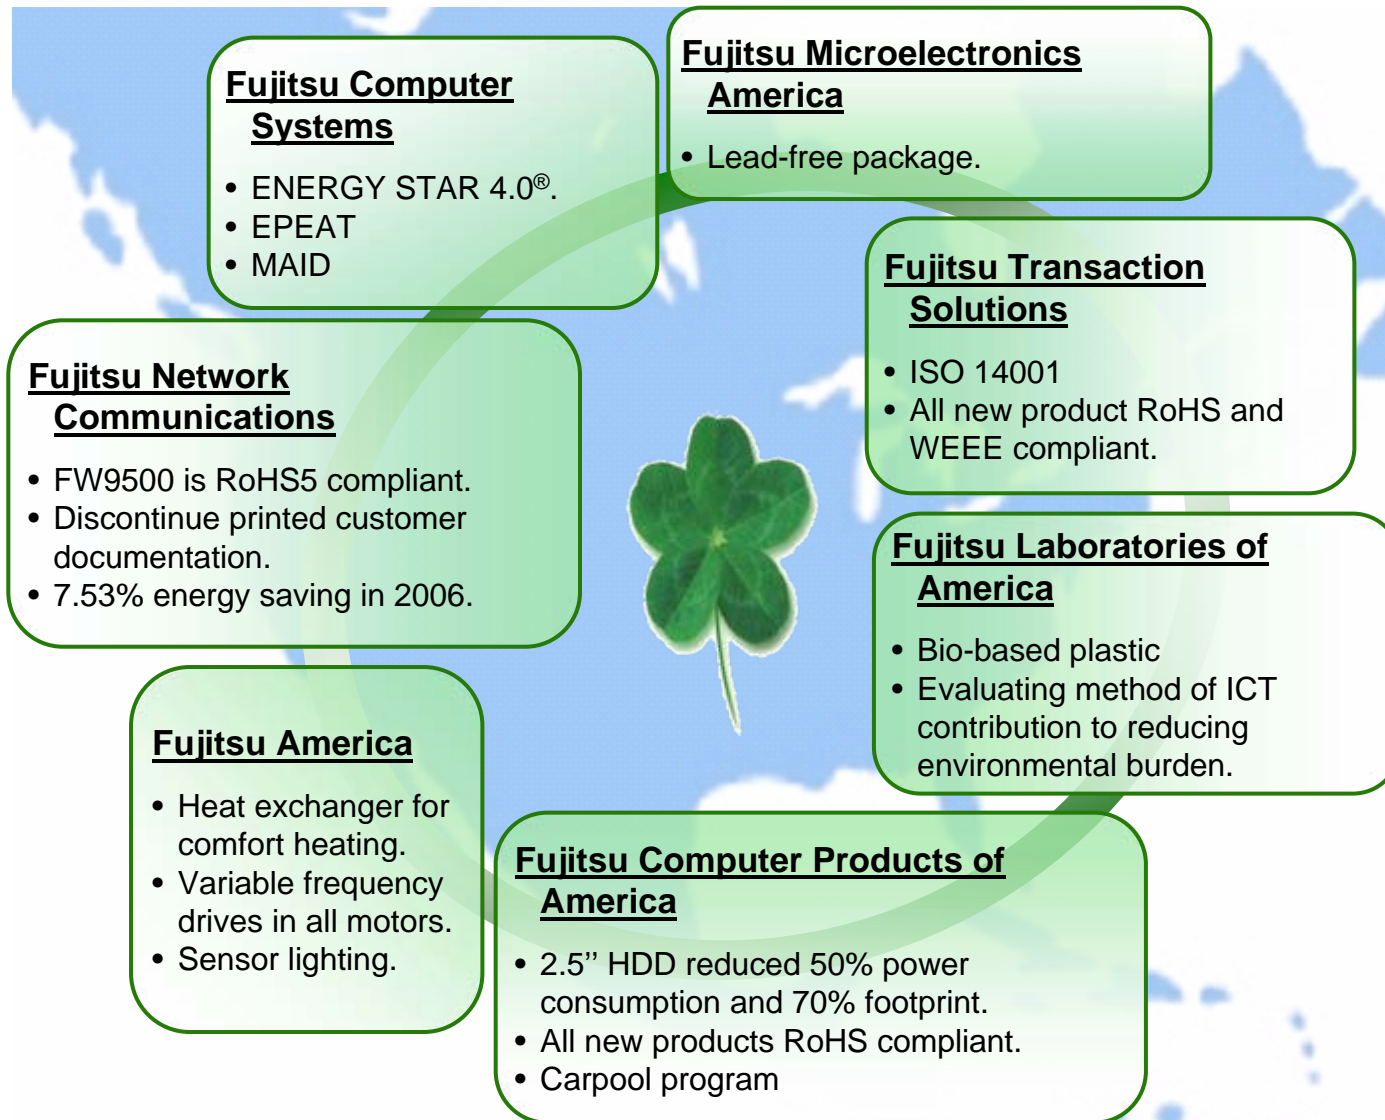 Fujitsu Computer
Systems
• ENERGY STAR 4.0®.
• EPEAT
• MAID
Fujitsu Microelectronics
America
• Lead-free package.
Fujitsu Transaction
Solutions
• ISO 14001
• All new product RoHS and
WEEE compliant.
Fujitsu Network
Communications
• FW9500 is RoHS5 compliant.
• Discontinue printed customer
documentation.
• 7.53% energy saving in 2006.
Fujitsu Laboratories of
America
• Bio-based plastic
• Evaluating method of ICT
contribution to reducing
environmental burden.
Fujitsu America
• Heat exchanger for
comfort heating.
• Variable frequency
drives in all motors.
• Sensor lighting.
Fujitsu Computer Products of
America
• 2.5’’ HDD reduced 50% power
consumption and 70% footprint.
• All new products RoHS compliant.
• Carpool program